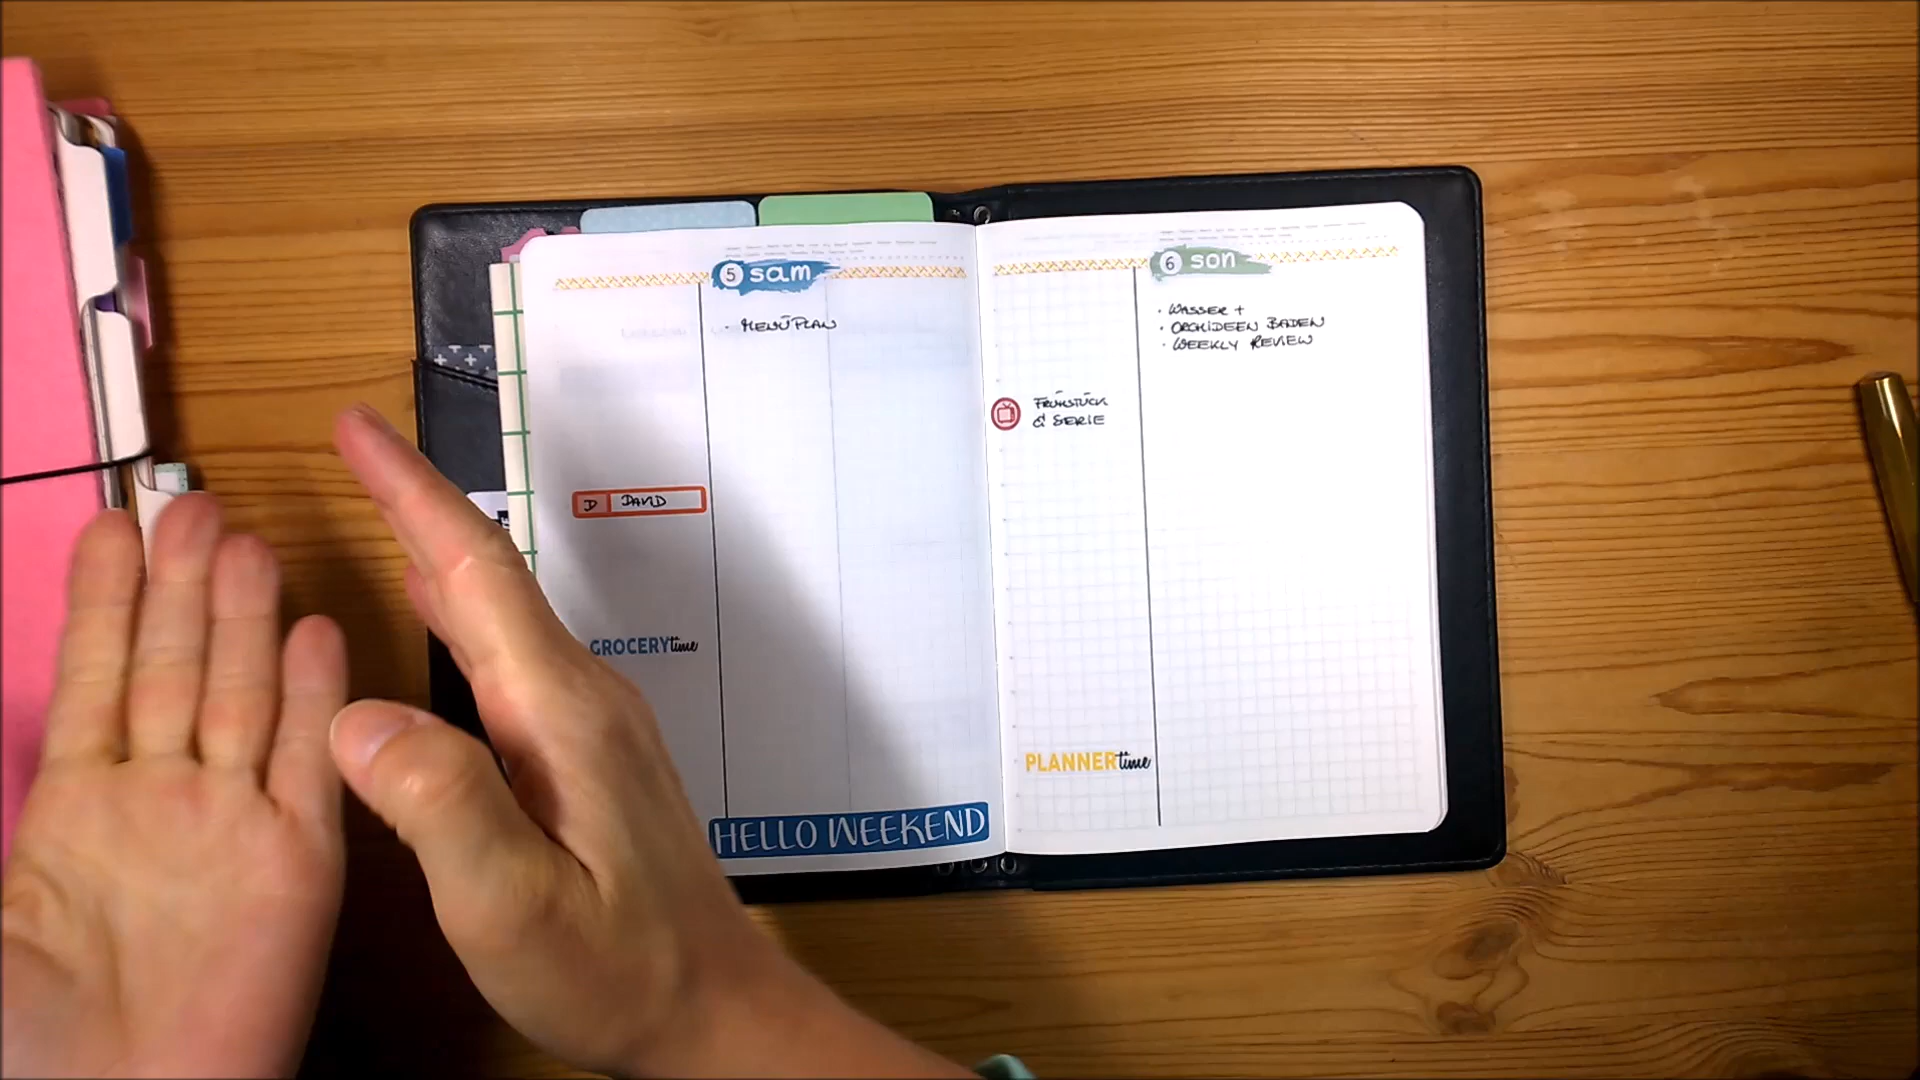 5 sam
MENÜPLAN
D DAVID
GROCERYtime
HELLO WEEKEND
6 son
WASSER +
ORCHIDEEN BADEN
WEEKLY REVIEW
FRÜHSTÜCK
& SERIE
PLANNERtime